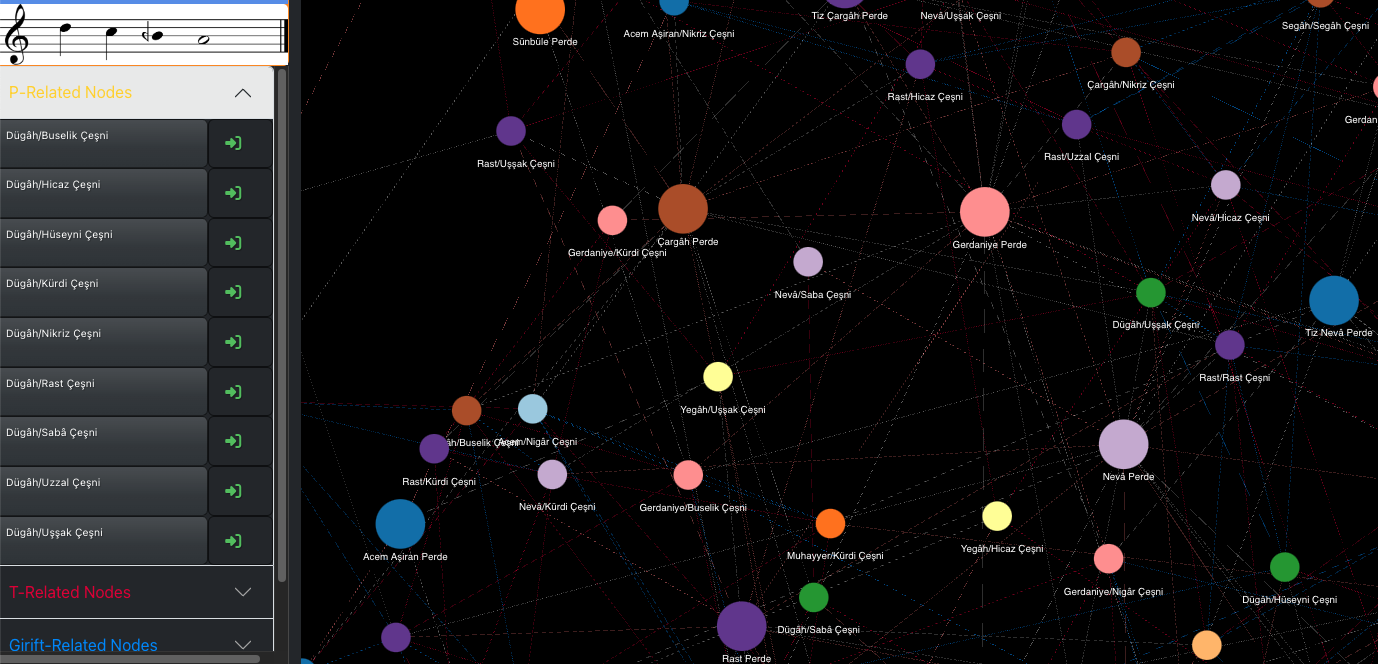 P-Related Nodes
Dügâh/Buselik Çeşni
Dügâh/Hicaz Çeşni
Dügâh/Hüseyni Çeşni
Dügâh/Kürdi Çeşni
Dügâh/Nikriz Çeşni
Dügâh/Rast Çeşni
Dügâh/Sabâ Çeşni
Dügâh/Uzzal Çeşni
Dügâh/Uşşak Çeşni
T-Related Nodes
Girift-Related Nodes
Sünbüle Perde
Acem Aşiran/Nikriz Çeşni
Tiz Çargâh Perde
Nevâ/Uşşak Çeşni
Segâh/Segâh Çeşni
Rast/Hicaz Çeşni
Çargâh/Nikriz Çeşni
Gerdan
Rast/Uşşak Çeşni
Rast/Uzzal Çeşni
Nevâ/Hicaz Çeşni
Çargâh Perde
Gerdaniye Perde
Gerdaniye/Kürdi Çeşni
Nevâ/Saba Çeşni
Dügâh/Uşşak Çeşni
Tiz Nevâ Perde
Rast/Rast Çeşni
Yegâh/Uşşak Çeşni
âh/Buselik Çeşni
Acem/Nigâr Çeşni
Rast/Kürdi Çeşni
Nevâ Perde
Nevâ/Kürdi Çeşni
Gerdaniye/Buselik Çeşni
Acem Aşiran Perde
Muhayyer/Kürdi Çeşni
Yegâh/Hicaz Çeşni
Gerdaniye/Nigâr Çeşni
Dügâh/Hüseyni Çeşni
Dügâh/Sabâ Çeşni
Rast Perde